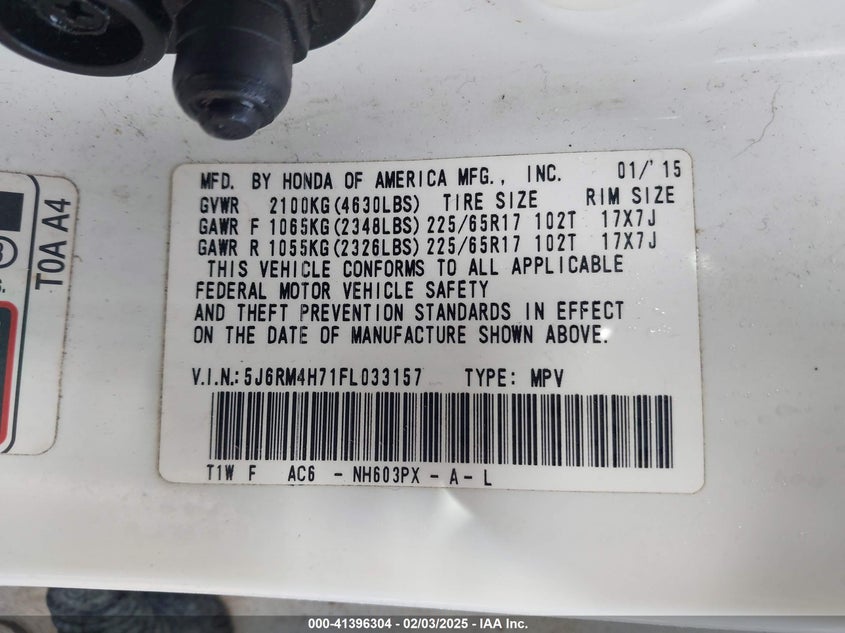 MFD. BY HONDA OF AMERICA MFG., INC. 01/'15
GVWR 2100KG(4630LBS) TIRE SIZE RIM SIZE
GAWR F 1065KG(2348LBS) 225/65R17 102T 17X7J
GAWR R 1055KG(2326LBS) 225/65R17 102T 17X7J
THIS VEHICLE CONFORMS TO ALL APPLICABLE
FEDERAL MOTOR VEHICLE SAFETY
AND THEFT PREVENTION STANDARDS IN EFFECT
ON THE DATE OF MANUFACTURE SHOWN ABOVE.
V.I.N.: 5J6RM4H71FL033157 TYPE: MPV
T1W F AC6 - NH603PX - A - L
T0A A4
000-41396304 - 02/03/2025 - IAA Inc.